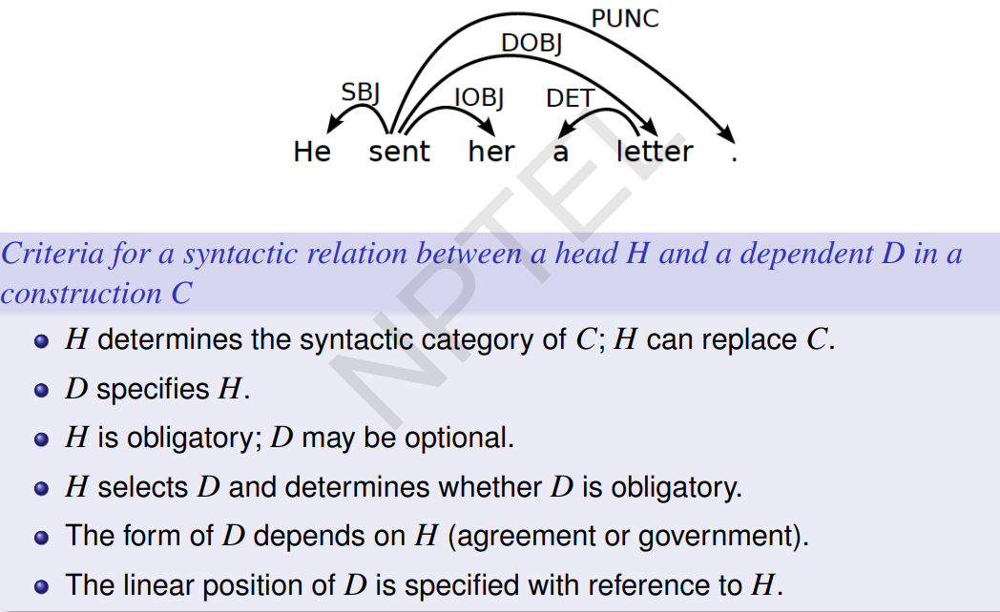 PUNC
DOBJ
SBJ IOBJ DET
He sent her a letter .
NPTEL
Criteria for a syntactic relation between a head H and a dependent D in a
construction C
H determines the syntactic category of C; H can replace C.
D specifies H.
H is obligatory; D may be optional.
H selects D and determines whether D is obligatory.
The form of D depends on H (agreement or government).
The linear position of D is specified with reference to H.